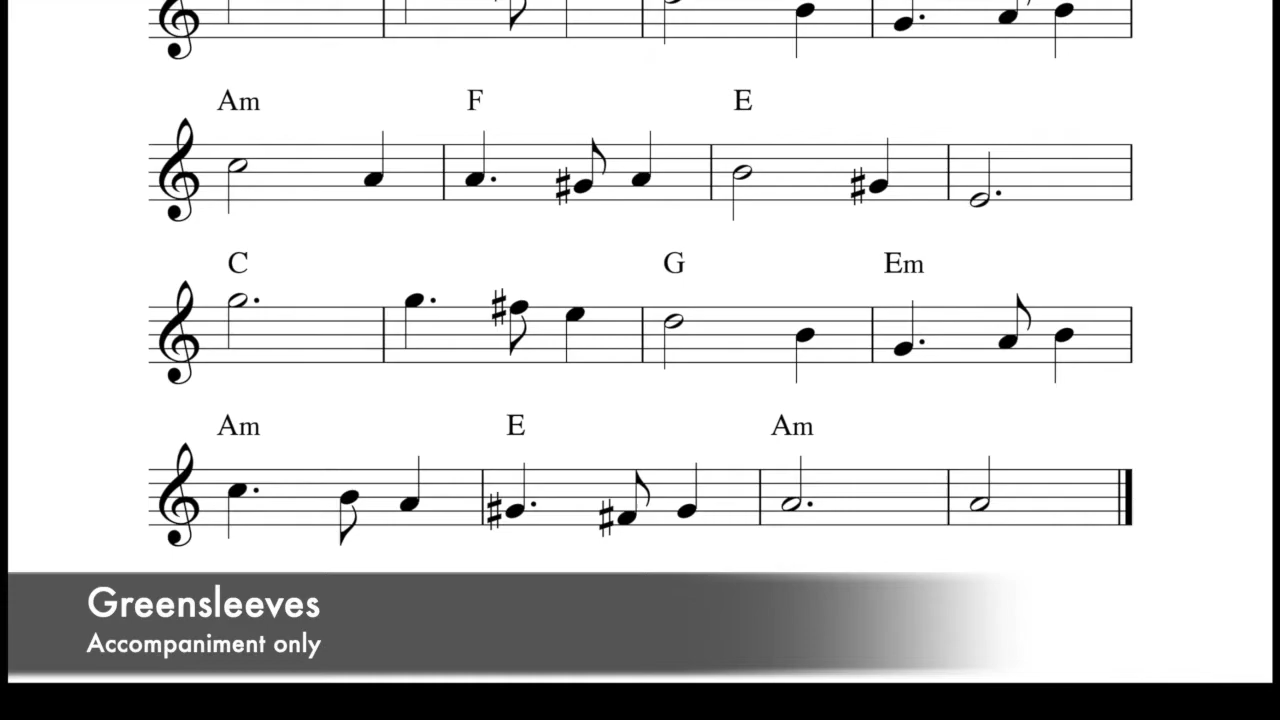 Am F E
C G Em
Am E Am
Greensleeves
Accompaniment only